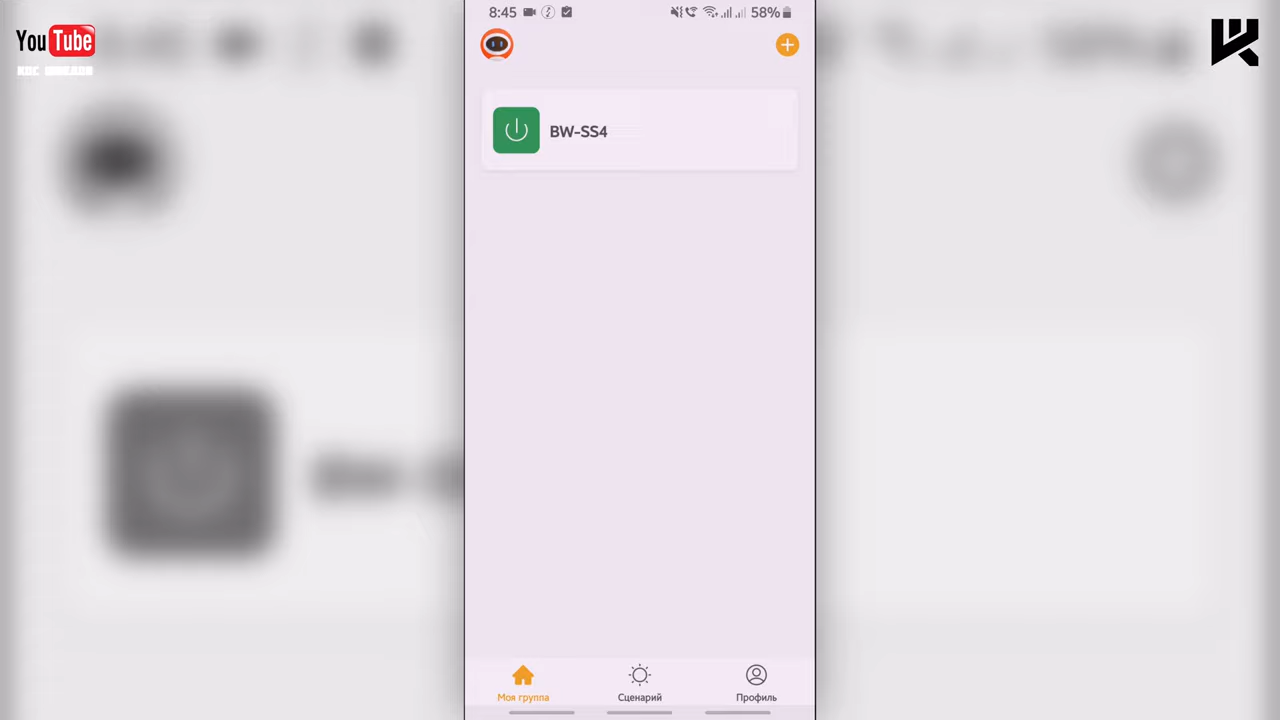 YouTube
8:45
58%
BW-SS4
Моя группа
Сценарий
Профиль